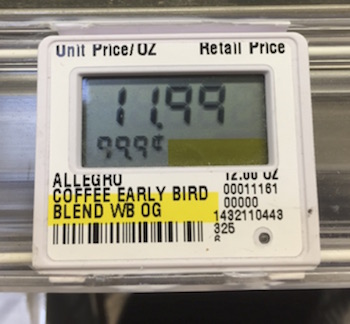 Unit Price/OZ Retail Price
11.99
99.9¢
ALLEGRO 12.00 OZ
COFFEE EARLY BIRD 00011161
BLEND WB OG 00000
1432110443
325
6